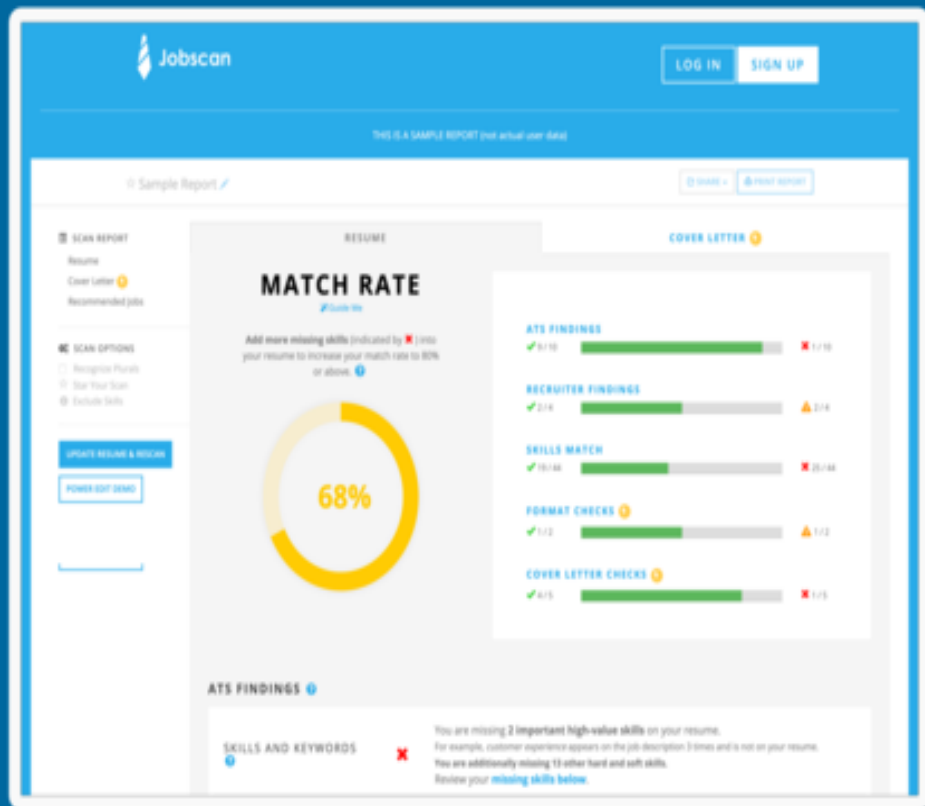 Jobscan
LOG IN
SIGN UP
THIS IS A SAMPLE REPORT (not actual user data)
Sample Report
SHARE
PRINT REPORT
SCAN REPORT
Resume
Cover Letter
Recommended Jobs
SCAN OPTIONS
Recognize Plurals
Star Your Scan
Exclude Skills
UPDATE RESUME & RESCAN
POWER EDIT DEMO
RESUME
COVER LETTER
MATCH RATE
Guide Me
Add more missing skills (indicated by ✖) into
your resume to increase your match rate to 80%
or above. ?
68%
ATS FINDINGS
9 / 10
1 / 10
RECRUITER FINDINGS
2 / 4
2 / 4
SKILLS MATCH
19 / 44
25 / 44
FORMAT CHECKS
1 / 2
1 / 2
COVER LETTER CHECKS
4 / 5
1 / 5
ATS FINDINGS ?
SKILLS AND KEYWORDS
?
You are missing 2 important high-value skills on your resume.
For example, customer experience appears on the job description 3 times and is not on your resume.
You are additionally missing 13 other hard and soft skills.
Review your missing skills below.